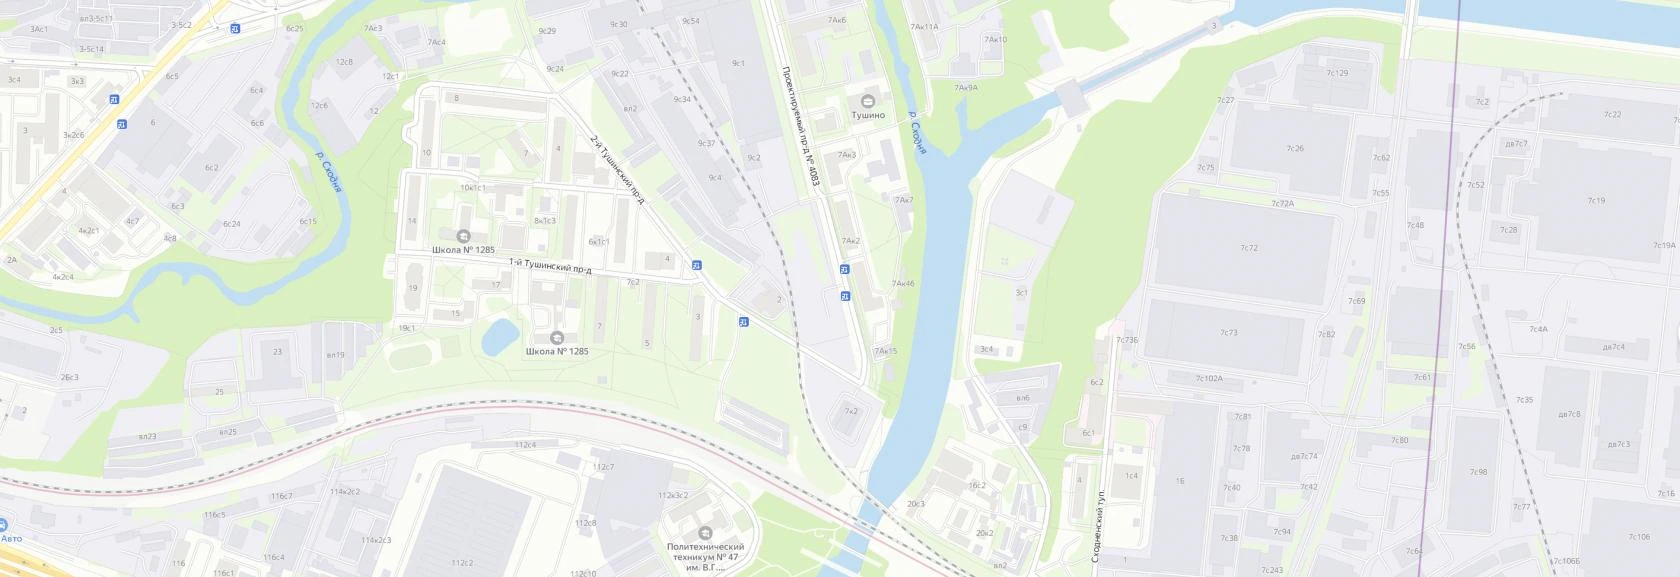 вл3-5с11
3-5с2
3Ас1
3-5с14
6с25
7Ас3
7Ас4
9с29
9с30
9с54
7Ак6
7Ак11А
7Ак10
3
3с4
3к3
6с5
12с8
12с1
9с24
9с22
9с1
7Ак9А
7с129
6с4
8
вл2
9с34
Тушино
7с27
7с2
7с22
3
3к2с6
6
6с6
12с6
12
2-й Тушинский пр-д
9с37
Проектируемый пр-д № 4083
р. Сходня
дв7с7
7с26
7с62
р. Сходня
10
7
4
9с2
7Ак3
7с75
6с2
9с4
7с52
4
10к1с1
7с55
7с19
6с3
7Ак7
7с72А
4с7
6с24
6с15
14
8к1с3
7с48
7с28
4к2с1
4с8
Школа № 1285
6к1с1
7Ак2
7с72
7с19А
2А
4к2с4
1-й Тушинский пр-д
4
7с2
17
7Ак4б
19
2
3с1
7с69
15
3
2с5
19с1
7
5
7с73
7с82
7с4А
23
вл19
Школа № 1285
7Ак15
3с4
7с73Б
7с56
дв7с4
2Бс3
25
6с2
7с102А
7с61
2
7к2
вл6
7с35
7с81
дв7с8
с9
6с1
вл23
вл25
7с80
112с4
7с78
дв7с3
дв7с74
112с7
7с98
16с2
4
1с4
16
116с7
114к2с2
112к3с2
7с40
7с42
7с16
116с5
20с3
7с77
112с8
Авто
114к2с3
Политехнический
техникум № 47
им. В.Г....
20к2
Сходненский туп.
7с94
7с106
112с2
7с64
1
вл2
7с106Б
116с
116с1
112с10
7с243